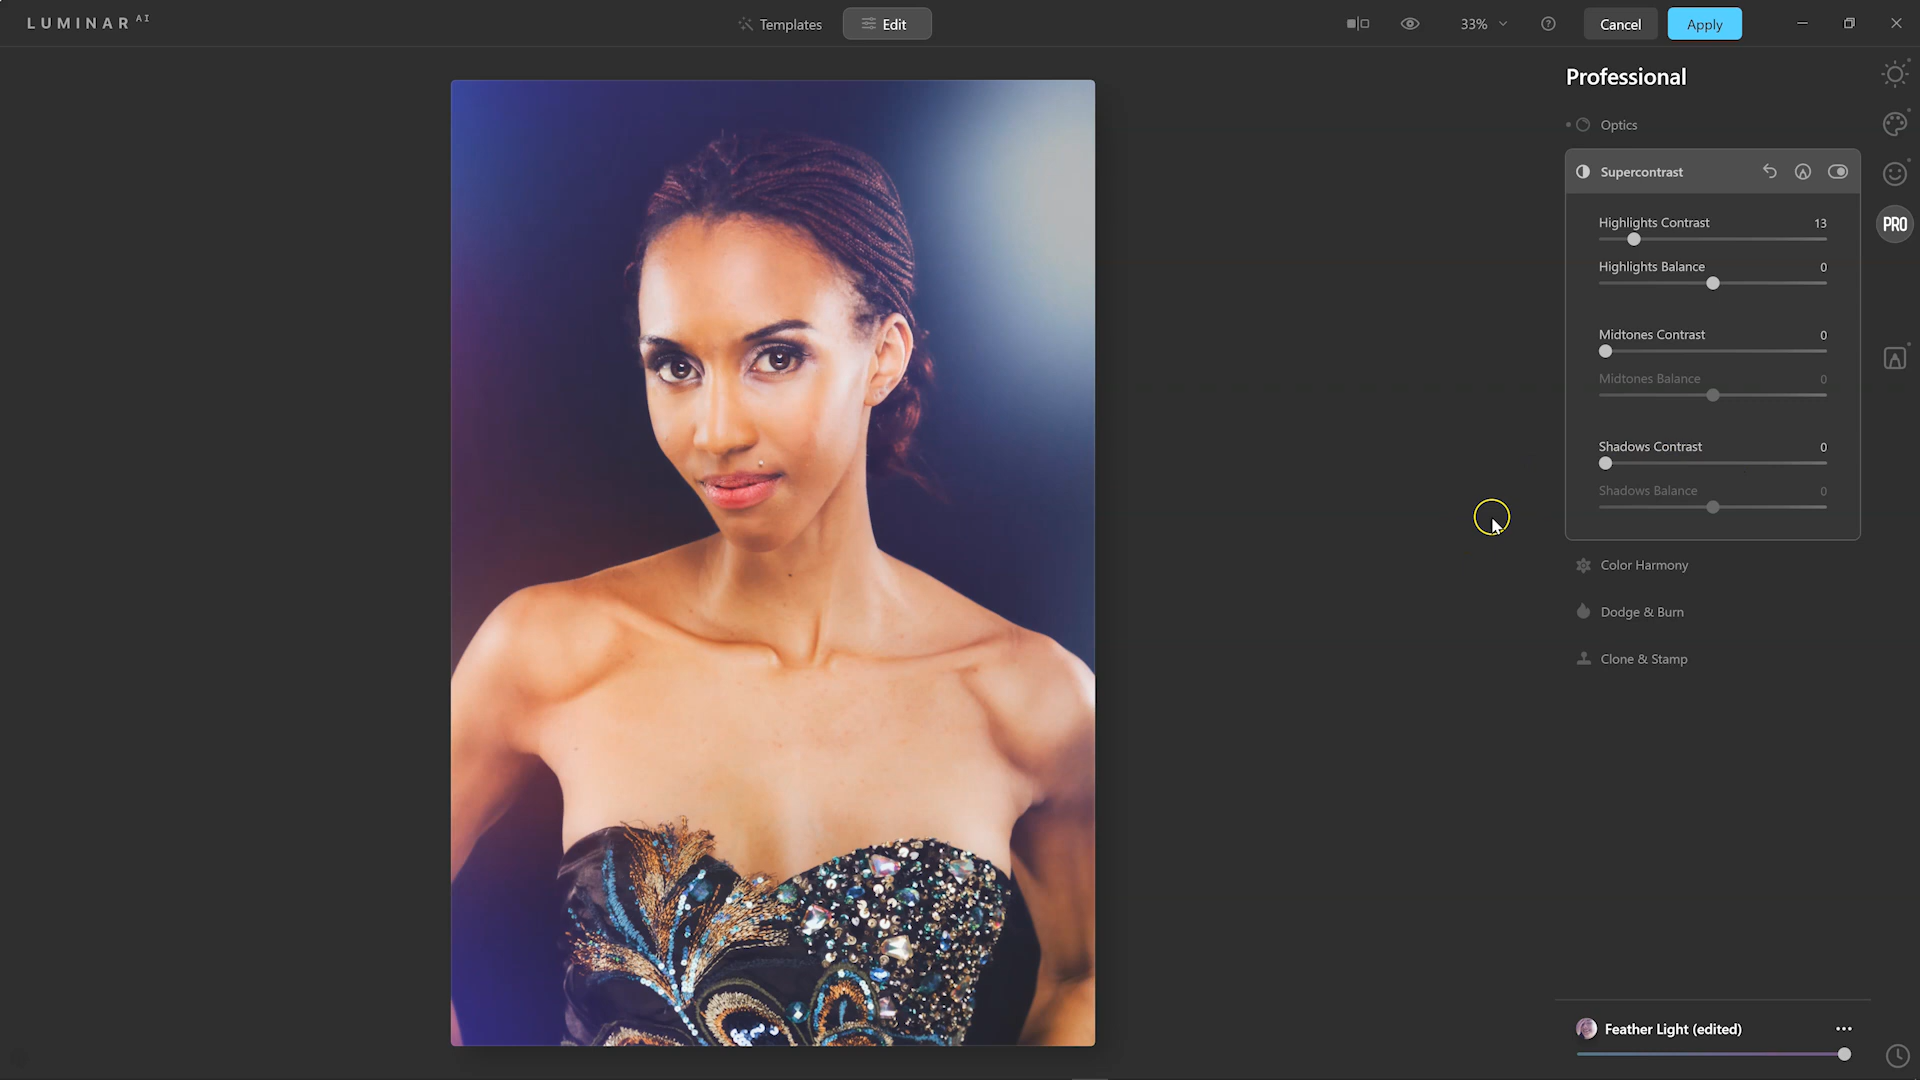 LUMINAR AI
Templates
Edit
33%
Cancel
Apply
Professional
Optics
Supercontrast
Highlights Contrast 13
Highlights Balance 0
Midtones Contrast 0
Midtones Balance 0
Shadows Contrast 0
Shadows Balance 0
Color Harmony
Dodge & Burn
Clone & Stamp
PRO
Feather Light (edited)